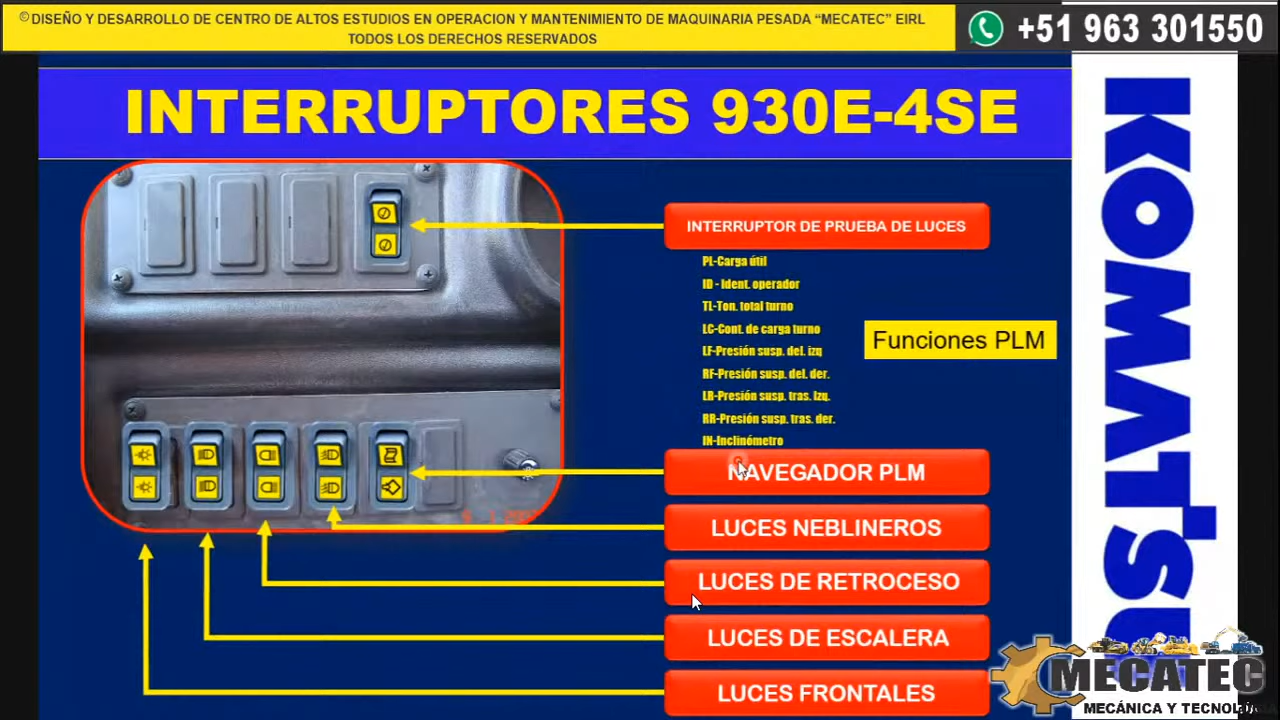 © DISEÑO Y DESARROLLO DE CENTRO DE ALTOS ESTUDIOS EN OPERACION Y MANTENIMIENTO DE MAQUINARIA PESADA “MECATEC” EIRL
TODOS LOS DERECHOS RESERVADOS
+51 963 301550
INTERRUPTORES 930E-4SE
INTERRUPTOR DE PRUEBA DE LUCES
PL-Carga útil
ID - Ident. operador
TL-Ton. total turno
LC-Cont. de carga turno
LF-Presión susp. del. izq
RF-Presión susp. del. der.
LR-Presión susp. tras. Izq.
RR-Presión susp. tras. der.
IN-Inclinómetro
Funciones PLM
NAVEGADOR PLM
LUCES NEBLINEROS
LUCES DE RETROCESO
LUCES DE ESCALERA
LUCES FRONTALES
KOMATSU
MECATEC
MECÁNICA Y TECNOLOGÍA